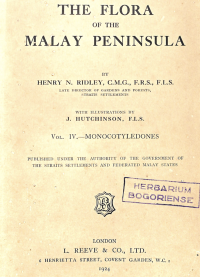 THE FLORA
OF THE
MALAY PENINSULA
BY
HENRY N. RIDLEY, C.M.G., F.R.S., F.L.S.
LATE DIRECTOR OF GARDENS AND FORESTS,
STRAITS SETTLEMENTS
WITH ILLUSTRATIONS BY
J. HUTCHINSON, F.L.S.
VOL. IV.—MONOCOTYLEDONES
PUBLISHED UNDER THE AUTHORITY OF THE GOVERNMENT OF
THE STRAITS SETTLEMENTS AND FEDERATED MALAY STATES
HERBARIUM
BOGORIENSE
LONDON
L. REEVE & CO., LTD.
6 HENRIETTA STREET, COVENT GARDEN, W.C. 2
1924